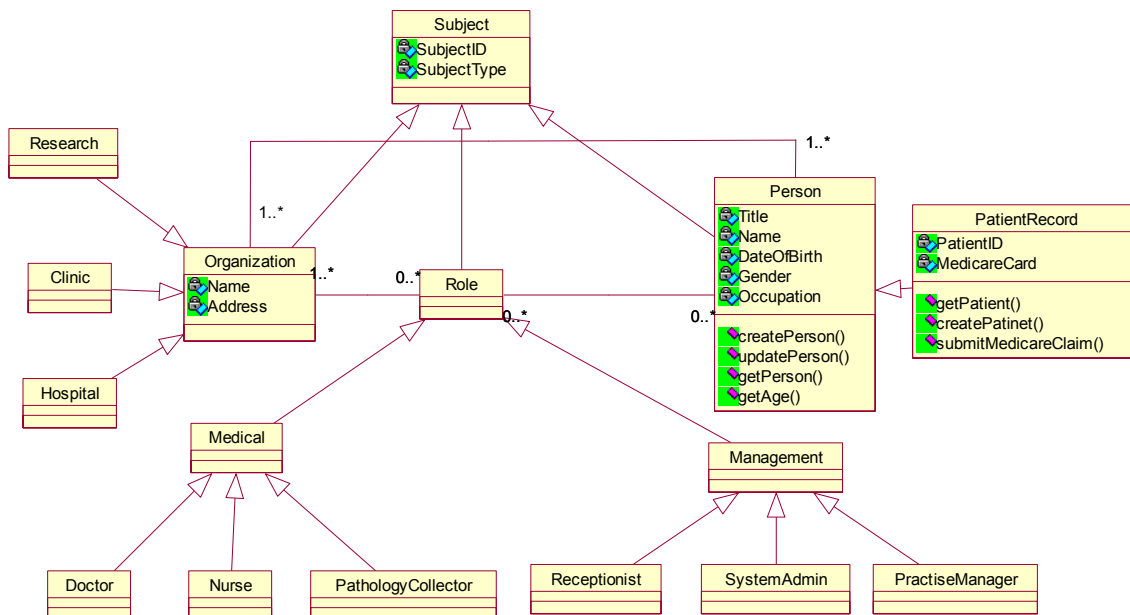 Subject
SubjectID
SubjectType
Research
1..*
1..*
Person
Title
Name
DateOfBirth
Gender
Occupation
createPerson()
updatePerson()
getPerson()
getAge()
PatientRecord
PatientID
MedicareCard
getPatient()
createPatinet()
submitMedicareClaim()
Organization
Name
Address
1..*
0..*
Role
0..*
0..*
Clinic
Hospital
Medical
Management
Doctor
Nurse
PathologyCollector
Receptionist
SystemAdmin
PractiseManager